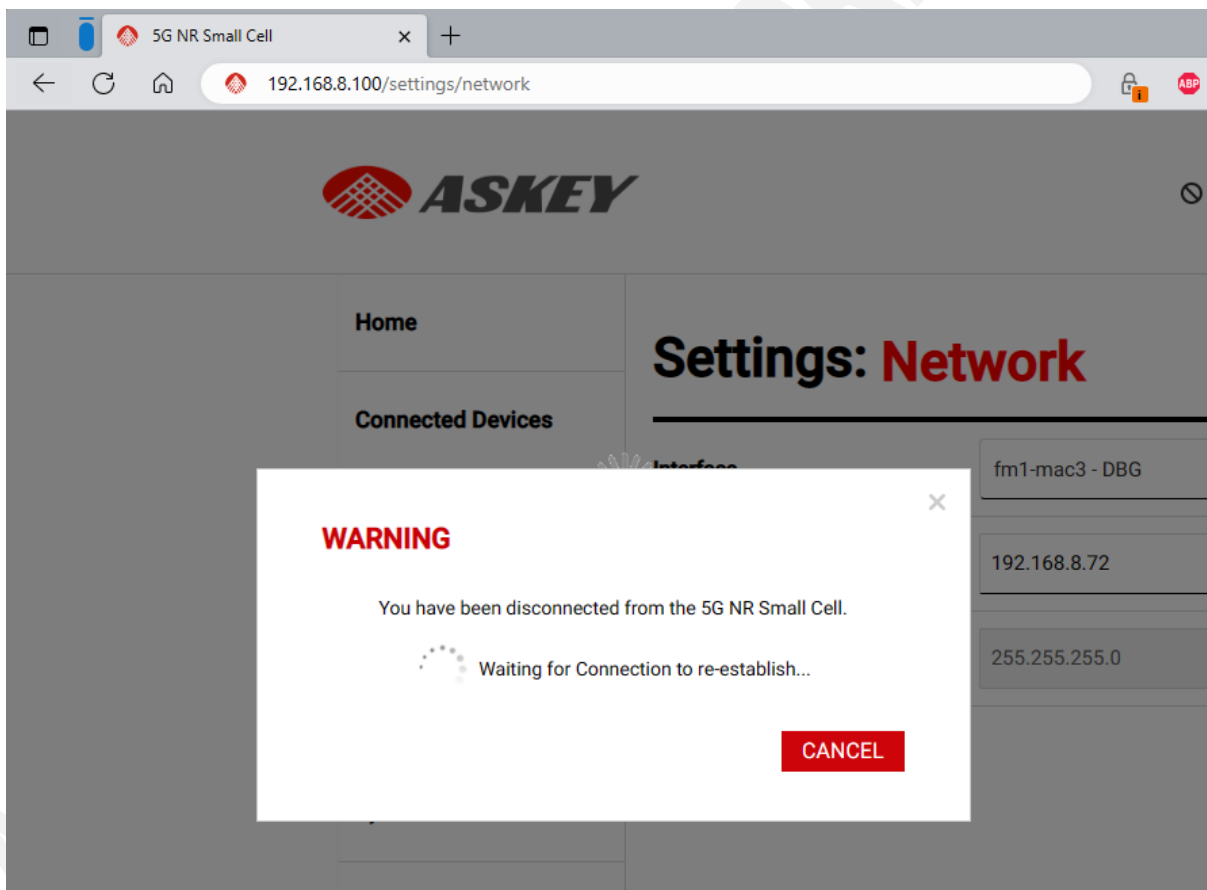 5G NR Small Cell
192.168.8.100/settings/network
ABP
ASKEY
Home
Settings: Network
Connected Devices
Interface
fm1-mac3 - DBG
WARNING
192.168.8.72
You have been disconnected from the 5G NR Small Cell.
Waiting for Connection to re-establish...
255.255.255.0
CANCEL